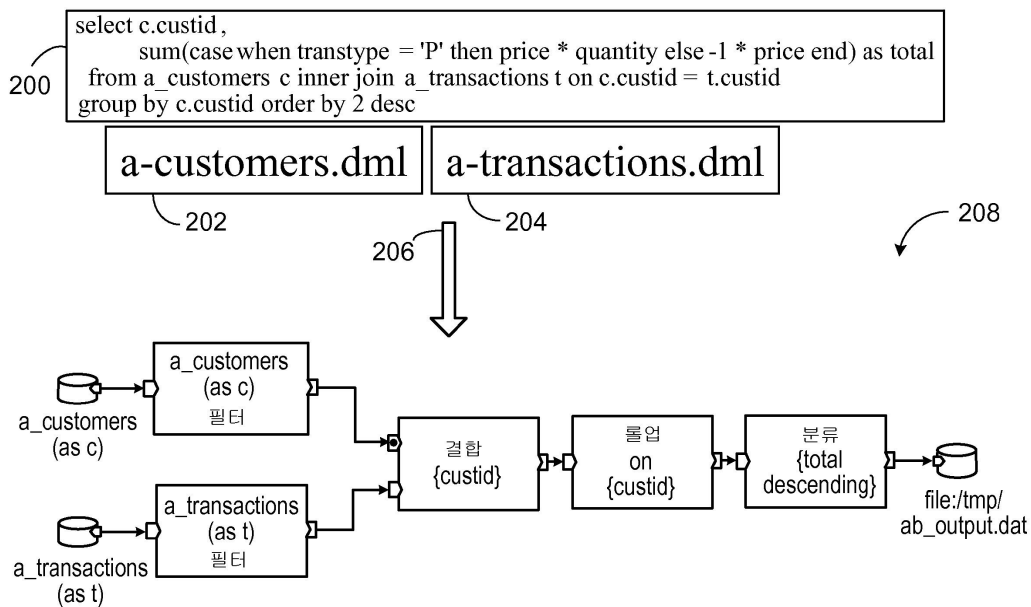 select c.custid,
sum(case when transtype = 'P' then price * quantity else -1 * price end) as total
from a_customers c inner join a_transactions t on c.custid = t.custid
group by c.custid order by 2 desc
200
a-customers.dml
a-transactions.dml
202
204
206
208
a_customers
(as c)
필터
a_customers
(as c)
a_transactions
(as t)
필터
a_transactions
(as t)
결합
{custid}
롤업
on
{custid}
분류
{total
descending}
file:/tmp/
ab_output.dat